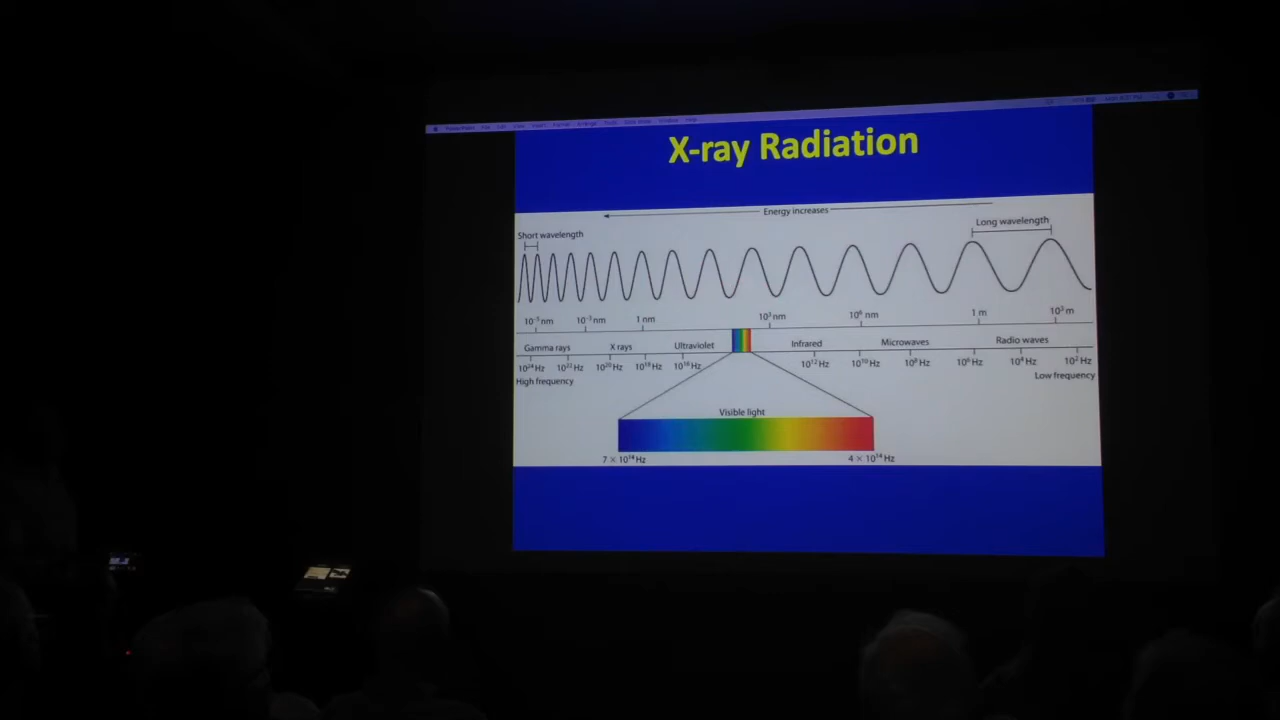 X-ray Radiation
Energy increases
Short wavelength
Long wavelength
10⁻⁵ nm 10⁻³ nm 1 nm 10³ nm 10⁶ nm 1 m 10³ m
Gamma rays X rays Ultraviolet Infrared Microwaves Radio waves
10²⁴ Hz 10²² Hz 10²⁰ Hz 10¹⁸ Hz 10¹⁶ Hz 10¹² Hz 10¹⁰ Hz 10⁸ Hz 10⁶ Hz 10⁴ Hz 10² Hz
High frequency Low frequency
Visible light
7 × 10¹⁴ Hz 4 × 10¹⁴ Hz